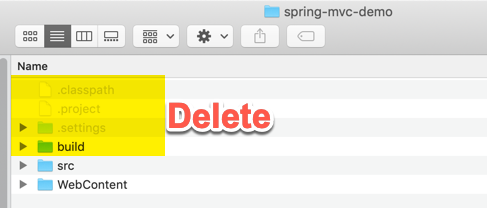 spring-mvc-demo
Name
.classpath
.project
.settings
build
src
WebContent
Delete